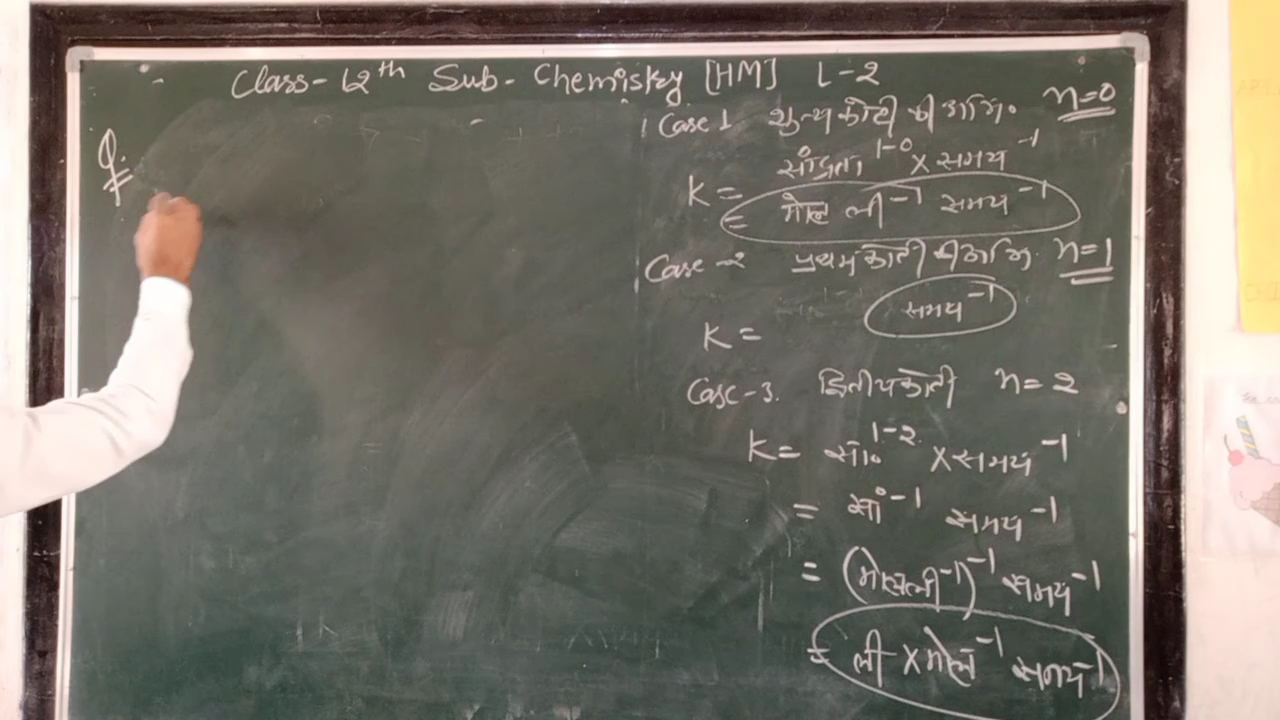 Class-12th Sub-Chemistry [HM] L-2
Q.
Case 1 शुन्य कोटी की अभि. n=0
K = सांद्रता^1-0 × समय^-1
= मोल ली^-1 समय^-1
Case-2 प्रथम कोटी की अभि. n=1
K = समय^-1
Case-3. द्वितीय कोटी n=2
K = सां.^1-2 × समय^-1
= सां^-1 समय^-1
= (मोल ली^-1)^-1 समय^-1
= ली × मोल^-1 समय^-1